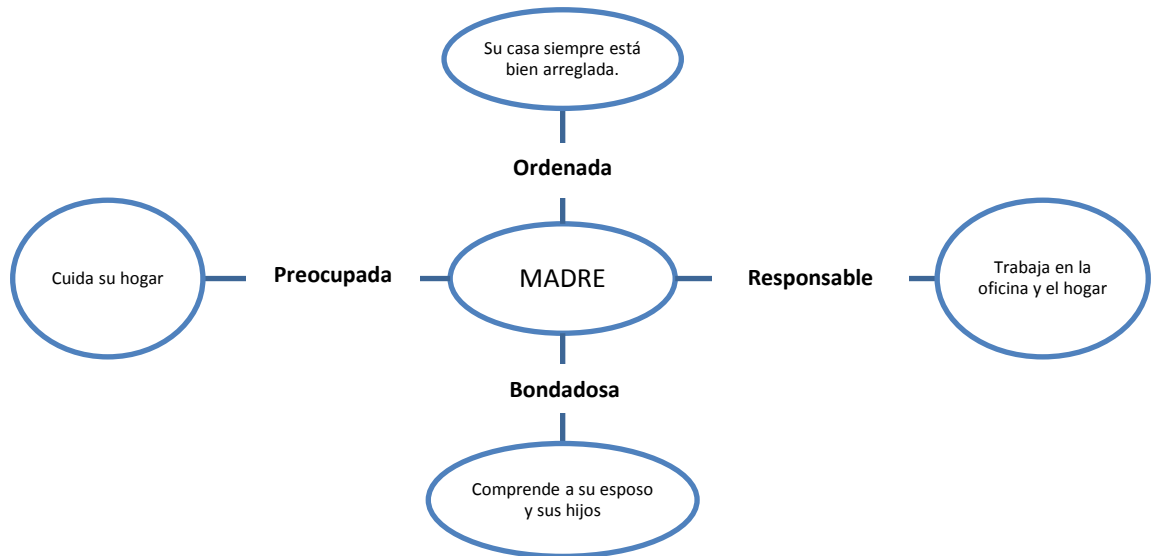 Su casa siempre está
bien arreglada.
Ordenada
Cuida su hogar
Preocupada
MADRE
Responsable
Trabaja en la
oficina y el hogar
Bondadosa
Comprende a su esposo
y sus hijos